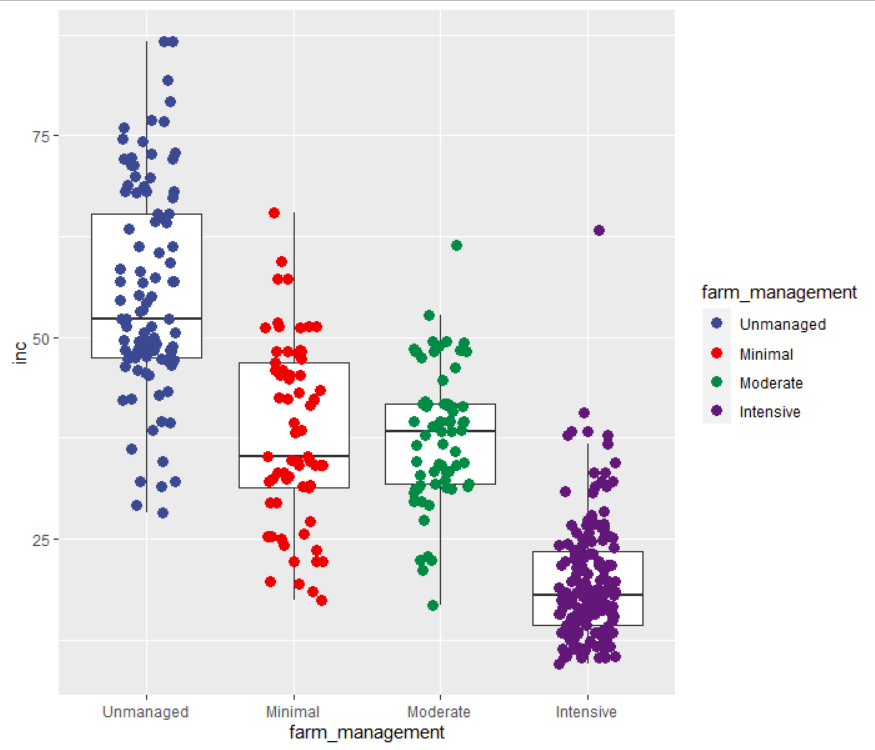 75
50
25
inc
Unmanaged Minimal Moderate Intensive
farm_management
farm_management
Unmanaged
Minimal
Moderate
Intensive